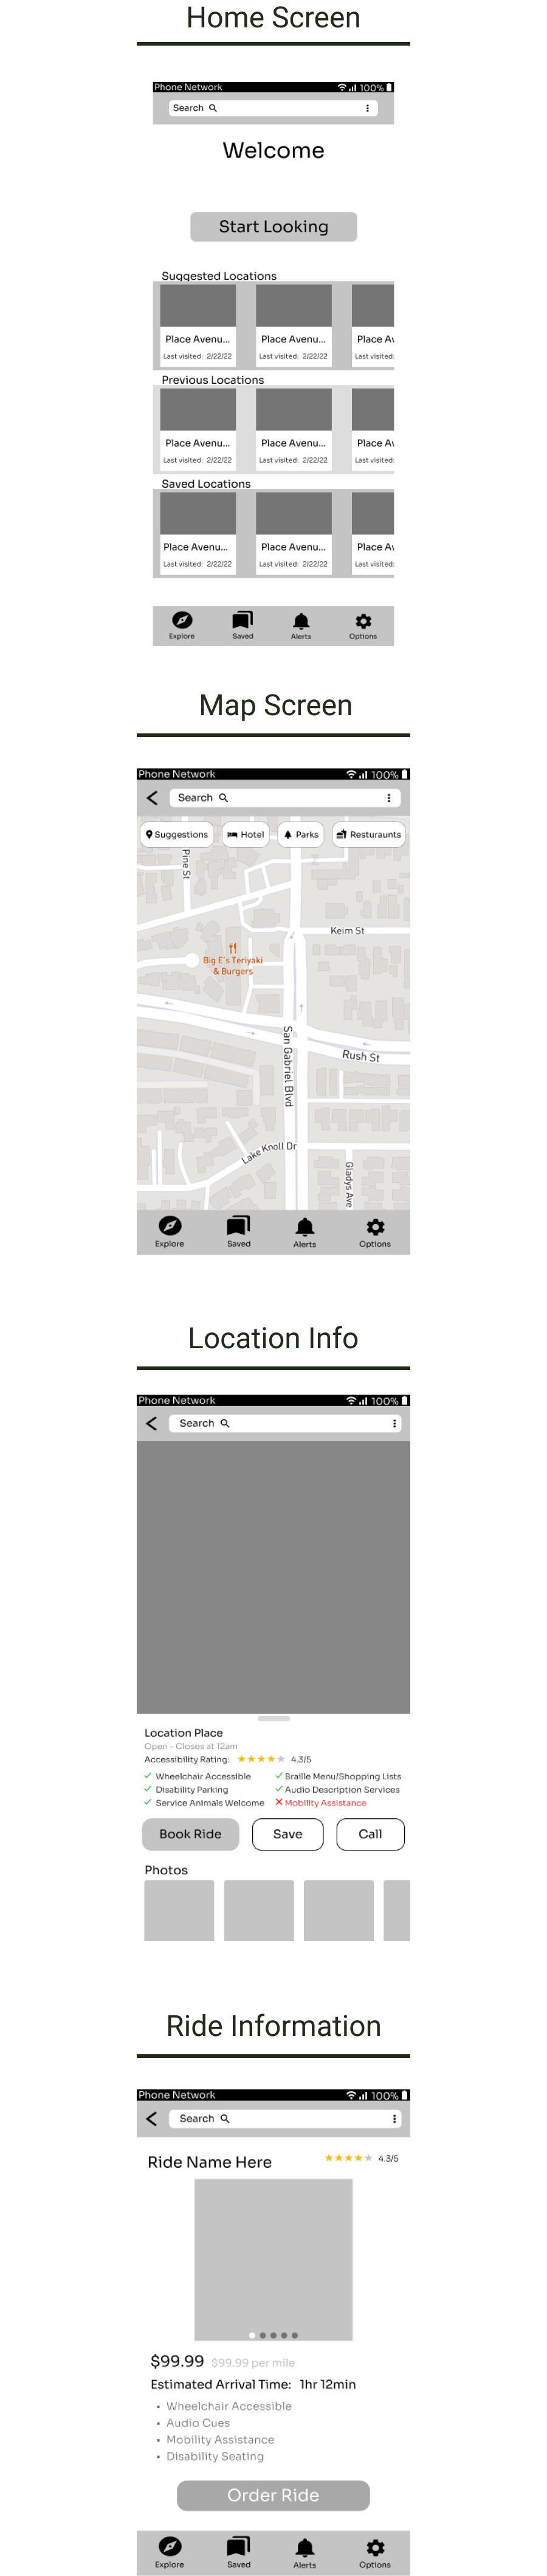 Home Screen
Phone Network 100%
Search
Welcome
Start Looking
Suggested Locations
Place Avenu... Place Avenu... Place Av
Last visited: 2/22/22 Last visited: 2/22/22 Last visited:
Previous Locations
Place Avenu... Place Avenu... Place Av
Last visited: 2/22/22 Last visited: 2/22/22 Last visited:
Saved Locations
Place Avenu... Place Avenu... Place Av
Last visited: 2/22/22 Last visited: 2/22/22 Last visited:
Explore Saved Alerts Options
Map Screen
Phone Network 100%
Search
Suggestions Hotel Parks Resturaunts
Pine St
Keim St
Big E's Teriyaki
& Burgers
San Gabriel Blvd
Rush St
Lake Knoll Dr
Gladys Ave
Explore Saved Alerts Options
Location Info
Phone Network 100%
Search
Location Place
Open - Closes at 12am
Accessibility Rating: 4.3/5
Wheelchair Accessible Braille Menu/Shopping Lists
Disability Parking Audio Description Services
Service Animals Welcome Mobility Assistance
Book Ride Save Call
Photos
Ride Information
Phone Network 100%
Search
Ride Name Here 4.3/5
$99.99 $99.99 per mile
Estimated Arrival Time: 1hr 12min
• Wheelchair Accessible
• Audio Cues
• Mobility Assistance
• Disability Seating
Order Ride
Explore Saved Alerts Options